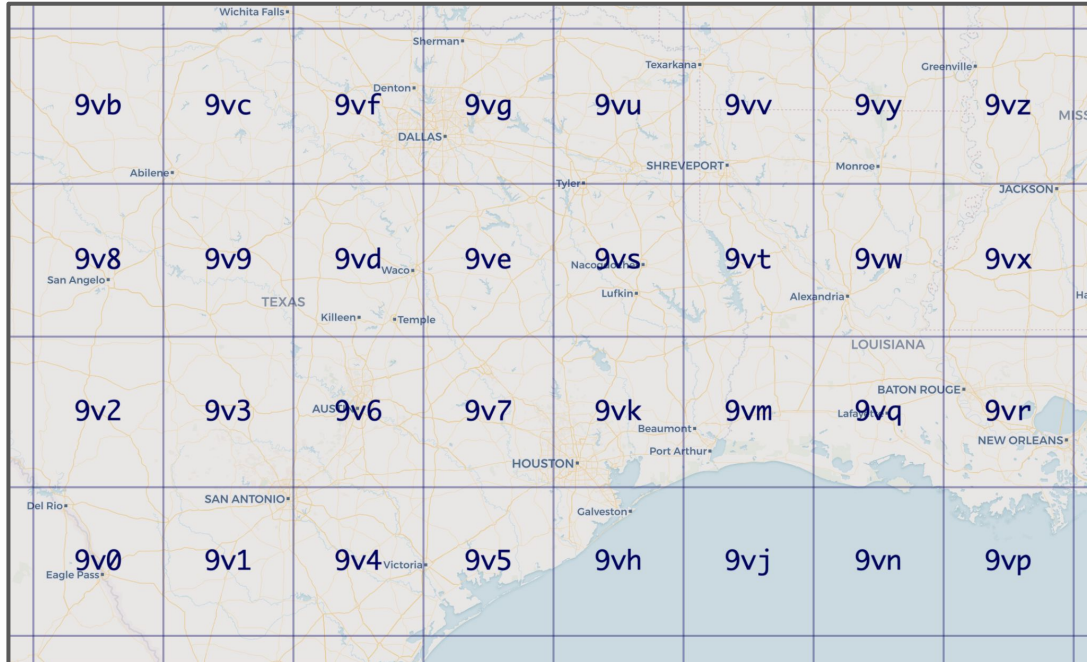 Wichita Falls
Sherman
Texarkana
Greenville
Denton
9vb 9vc 9vf 9vg 9vu 9vv 9vy 9vz
MISS
DALLAS
SHREVEPORT
Monroe
Abilene
Tyler
JACKSON
9v8 9v9 9vd 9ve 9vs 9vt 9vw 9vx
Waco
San Angelo
Lufkin
Alexandria
Ha
TEXAS
Killeen
Temple
LOUISIANA
BATON ROUGE
9v2 9v3 9v6 9v7 9vk 9vm 9vq 9vr
Beaumont
NEW ORLEANS
Port Arthur
HOUSTON
SAN ANTONIO
Del Rio
Galveston
9v0 9v1 9v4 9v5 9vh 9vj 9vn 9vp
Victoria
Eagle Pass